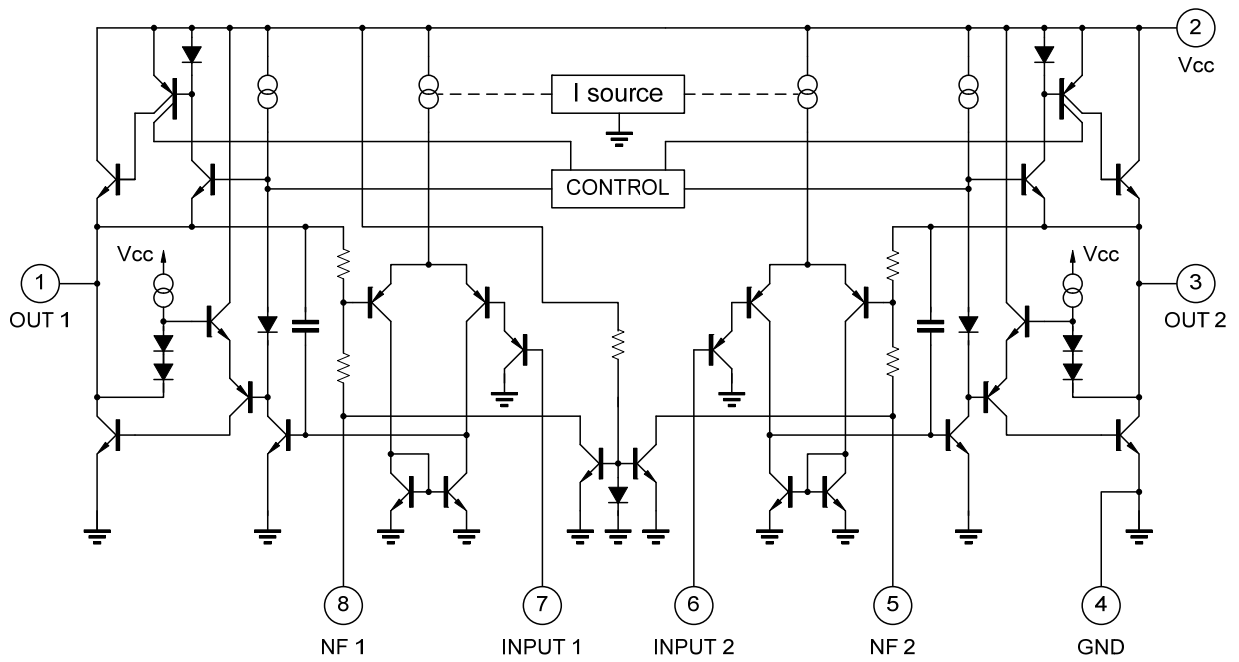 2
Vcc
I source
CONTROL
Vcc
Vcc
1
OUT 1
3
OUT 2
8
7
6
5
4
NF 1
INPUT 1
INPUT 2
NF 2
GND